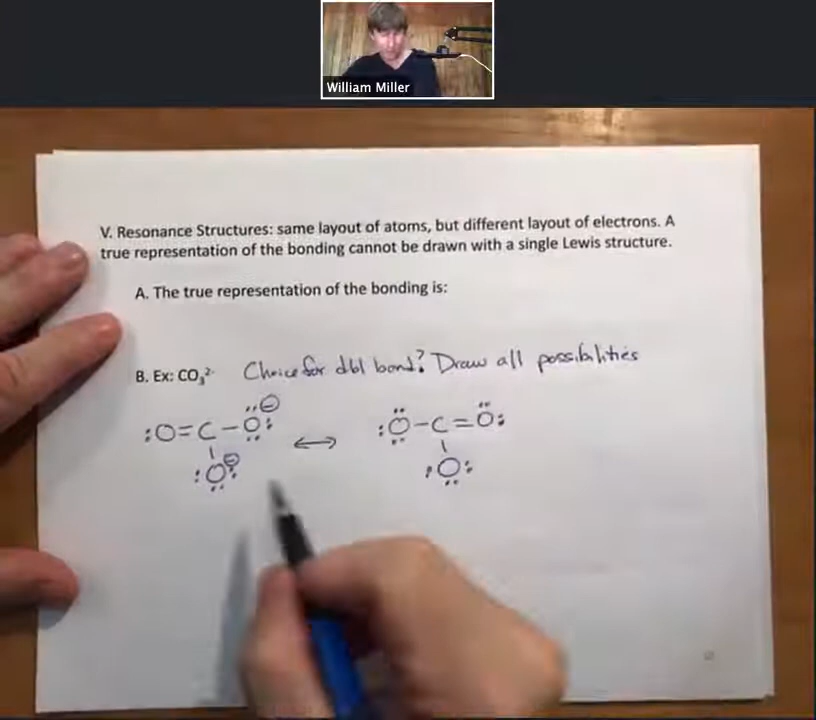 William Miller
V. Resonance Structures: same layout of atoms, but different layout of electrons. A
true representation of the bonding cannot be drawn with a single Lewis structure.
A. The true representation of the bonding is:
B. Ex: CO₃²⁻ Choice for dbl bond? Draw all possibilities
:O=C-O: ⊖ ↔ :O-C=O:
:O: ⊖ :O: